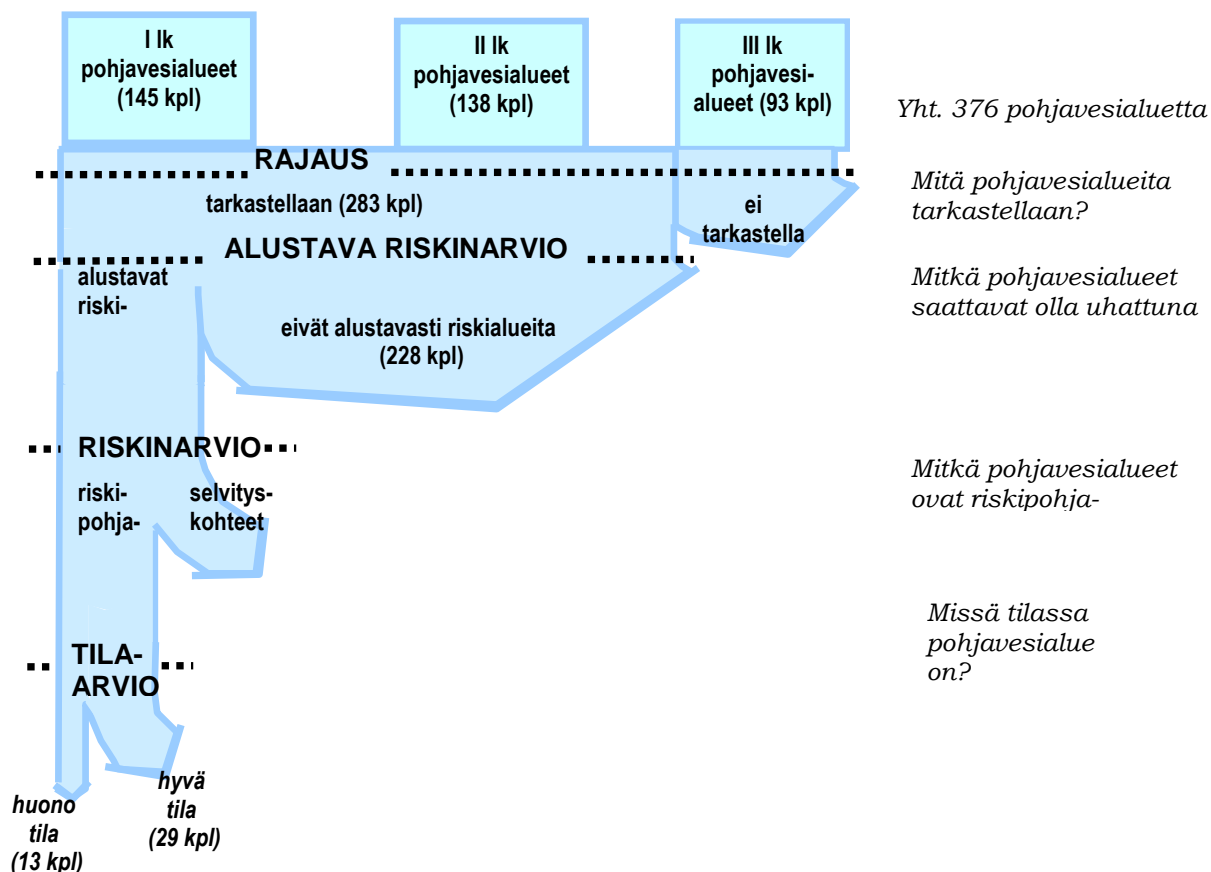 I lk
pohjavesialueet
(145 kpl)
II lk
pohjavesialueet
(138 kpl)
III lk
pohjavesi-
alueet (93 kpl)
Yht. 376 pohjavesialuetta
RAJAUS
tarkastellaan (283 kpl)
ei
tarkastella
Mitä pohjavesialueita
tarkastellaan?
ALUSTAVA RISKINARVIO
alustavat
riski-
eivät alustavasti riskialueita
(228 kpl)
Mitkä pohjavesialueet
saattavat olla uhattuna
RISKINARVIO
riski-
pohja-
selvitys-
kohteet
Mitkä pohjavesialueet
ovat riskipohja-
TILA-
ARVIO
Missä tilassa
pohjavesialue
on?
huono
tila
(13 kpl)
hyvä
tila
(29 kpl)